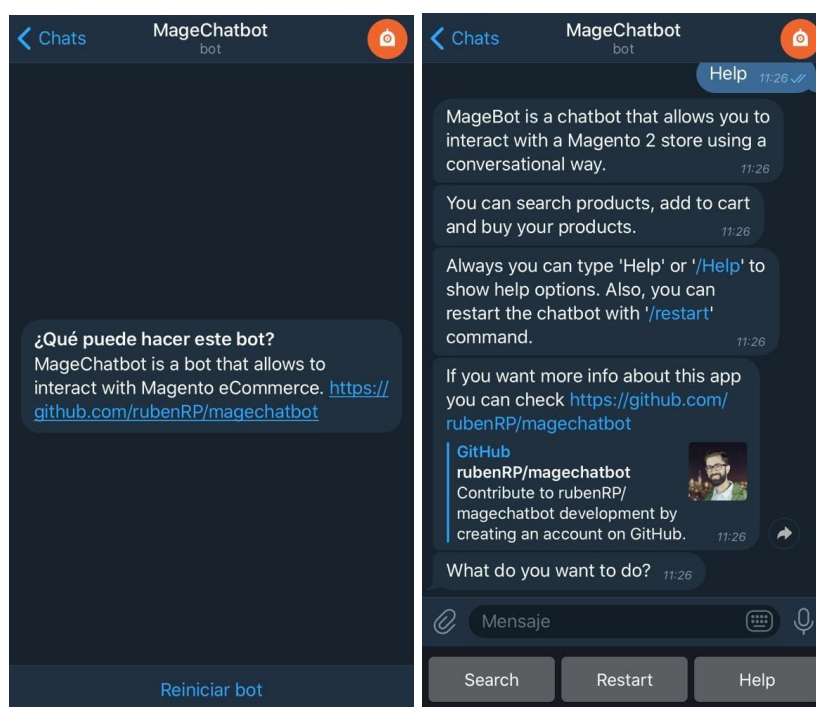 Chats
MageChatbot
bot
¿Qué puede hacer este bot?
MageChatbot is a bot that allows to
interact with Magento eCommerce. https://
github.com/rubenRP/magechatbot
Reiniciar bot
Chats
MageChatbot
bot
Help 11:26
MageBot is a chatbot that allows you to
interact with a Magento 2 store using a
conversational way. 11:26
You can search products, add to cart
and buy your products. 11:26
Always you can type 'Help' or '/Help' to
show help options. Also, you can
restart the chatbot with '/restart'
command. 11:26
If you want more info about this app
you can check https://github.com/
rubenRP/magechatbot
GitHub
rubenRP/magechatbot
Contribute to rubenRP/
magechatbot development by
creating an account on GitHub. 11:26
What do you want to do? 11:26
Mensaje
Search Restart Help